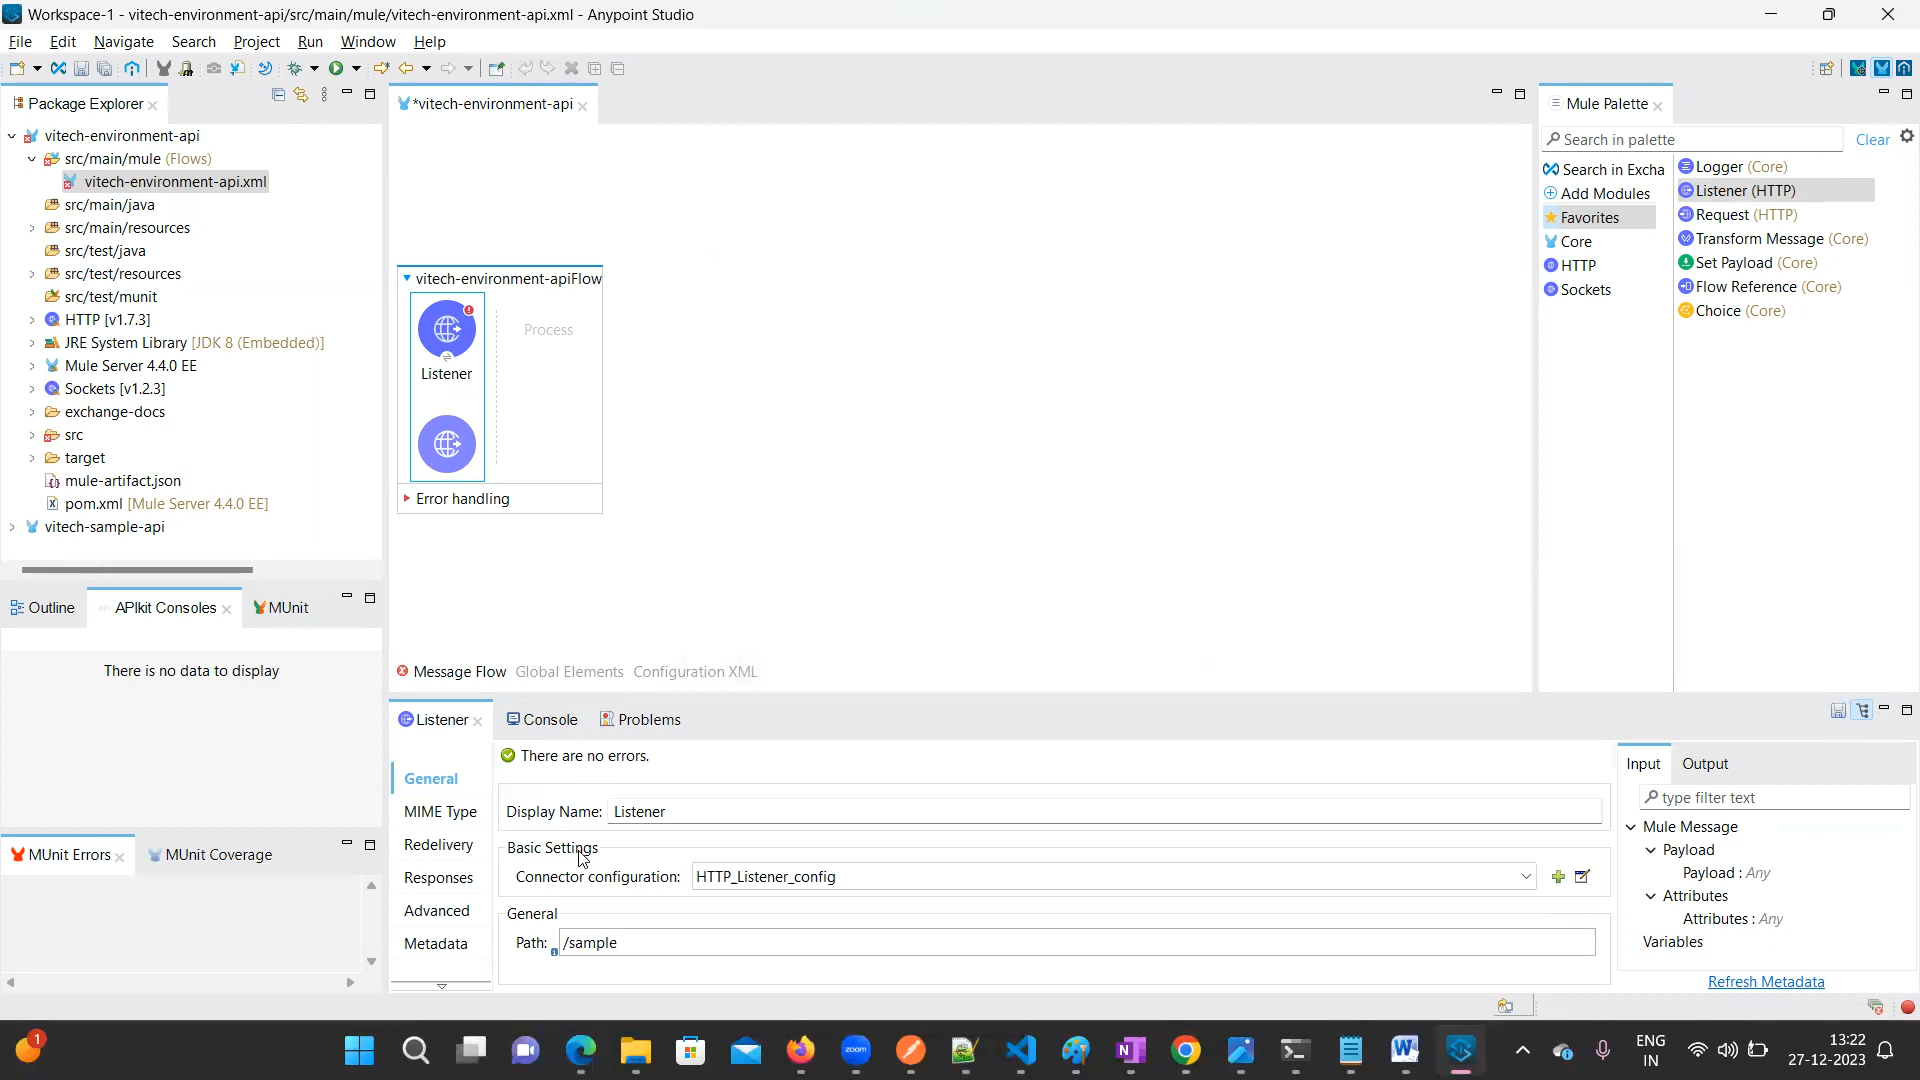 Workspace-1 - vitech-environment-api/src/main/mule/vitech-environment-api.xml - Anypoint Studio
File Edit Navigate Search Project Run Window Help
Package Explorer
vitech-environment-api
src/main/mule (Flows)
vitech-environment-api.xml
src/main/java
src/main/resources
src/test/java
src/test/resources
src/test/munit
HTTP [v1.7.3]
JRE System Library [JDK 8 (Embedded)]
Mule Server 4.4.0 EE
Sockets [v1.2.3]
exchange-docs
src
target
mule-artifact.json
pom.xml [Mule Server 4.4.0 EE]
vitech-sample-api
Outline APIkit Consoles MUnit
There is no data to display
MUnit Errors MUnit Coverage
*vitech-environment-api
vitech-environment-apiFlow
Process
Listener
Error handling
Message Flow Global Elements Configuration XML
Mule Palette
Search in palette Clear
Search in Excha
Add Modules
Favorites
Core
HTTP
Sockets
Logger (Core)
Listener (HTTP)
Request (HTTP)
Transform Message (Core)
Set Payload (Core)
Flow Reference (Core)
Choice (Core)
Listener Console Problems
There are no errors.
General
MIME Type
Redelivery
Responses
Advanced
Metadata
Display Name: Listener
Basic Settings
Connector configuration: HTTP_Listener_config
General
Path: /sample
Input Output
type filter text
Mule Message
Payload
Payload : Any
Attributes
Attributes : Any
Variables
Refresh Metadata
1
zoom
ENG
IN
13:22
27-12-2023